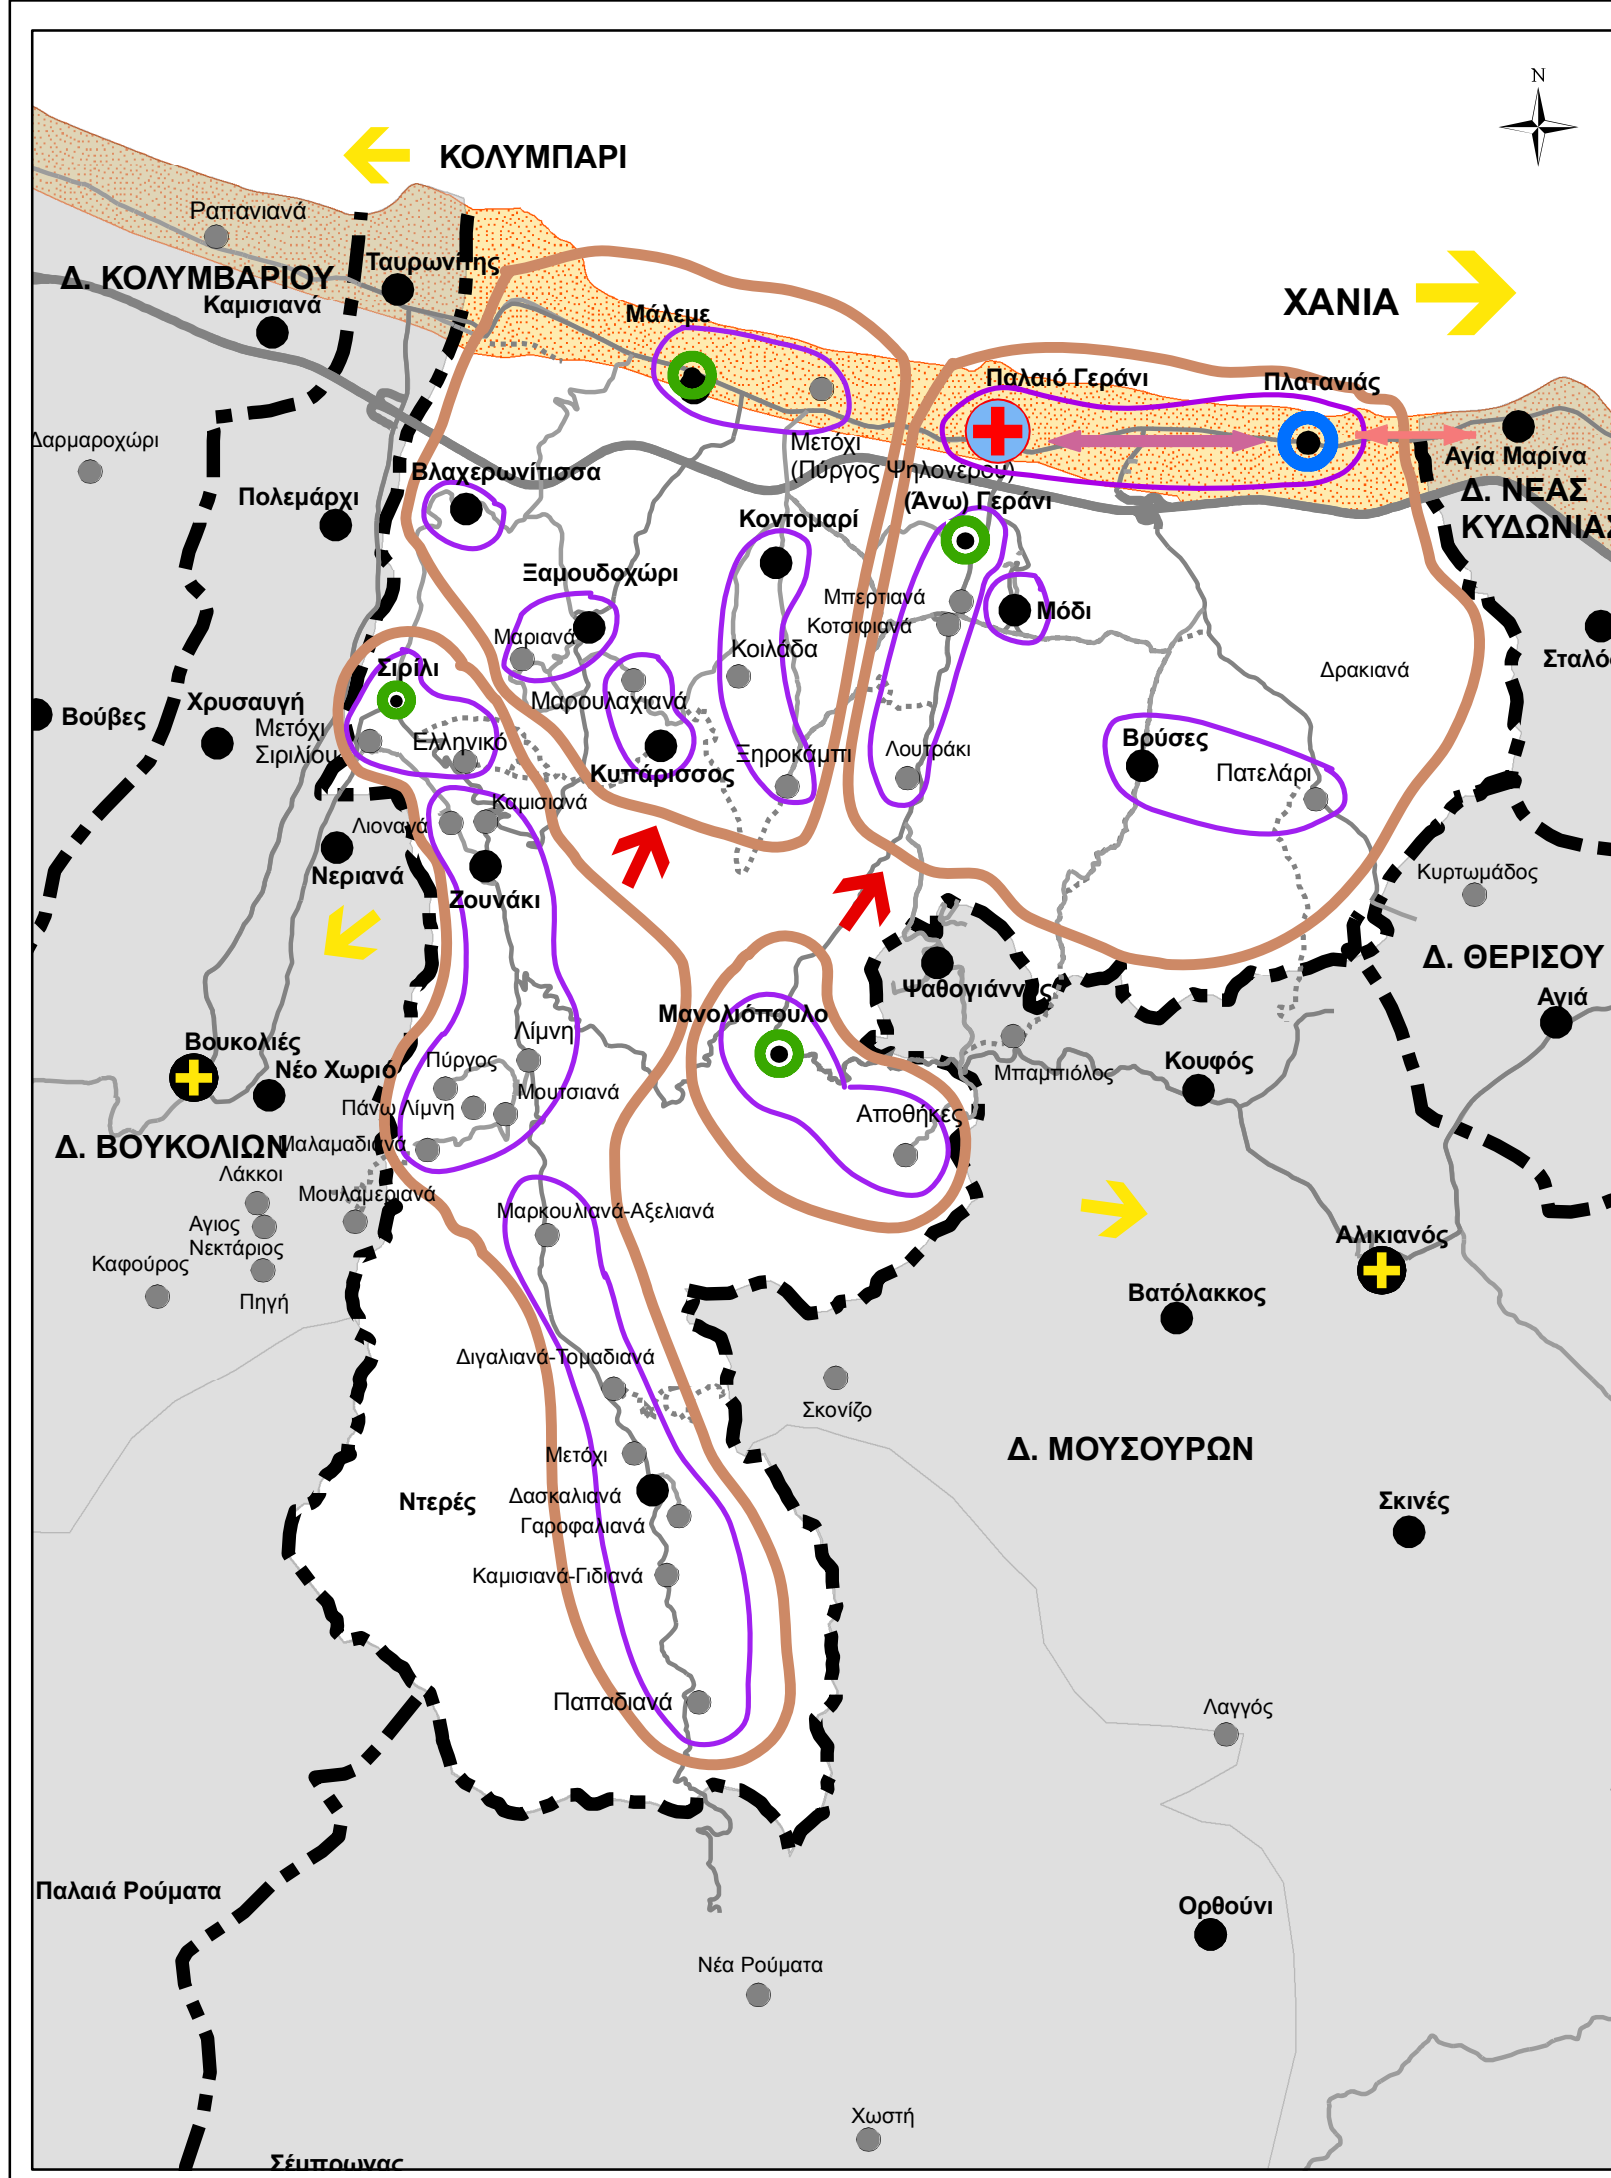 N
ΚΟΛΥΜΠΑΡΙ
Ραπανιανά
Ταυρωνίτης
Δ. ΚΟΛΥΜΒΑΡΙΟΥ
Καμισιανά
ΧΑΝΙΑ
Μάλεμε
Παλαιό Γεράνι
Πλατανιάς
Δαρμαροχώρι
Μετόχι
(Πύργος Ψηλονερού)
Αγία Μαρίνα
Βλαχερωνίτισσα
Πολεμάρχι
(Άνω) Γεράνι
Δ. ΝΕΑΣ
ΚΥΔΩΝΙΑΣ
Κοντομαρί
Ξαμουδοχώρι
Μπερτιανά
Κοτσιφιανά
Μόδι
Μαριανά
Κοιλάδα
Σιρίλι
Δρακιανά
Μαρουλαχιανά
Χρυσαυγή
Βούβες
Μετόχι
Σιριλίου
Ελληνικό
Ξηροκάμπι
Λουτράκι
Βρύσες
Κυπάρισσος
Πατελάρι
Καμισιανά
Λιονανά
Νεριανά
Ζουνάκι
Κυρτωμάδος
Δ. ΘΕΡΙΣΟΥ
Ψαθογιάννος
Αγιά
Μανολιόπουλο
Λίμνη
Βουκολιές
Νέο Χωριό
Πύργος
Μπαμπιόλος
Κουφός
Πάνω Λίμνη
Μουτσιανά
Αποθήκες
Δ. ΒΟΥΚΟΛΙΩΝ
Μαλαμαδιανά
Λάκκοι
Μουλαμεριανά
Μαρκουλιανά-Αξελιανά
Αγιος
Νεκτάριος
Αλικιανός
Καφούρος
Πηγή
Βατόλακκος
Διγαλιανά-Τομαδιανά
Σκονίζο
Μετόχι
Δ. ΜΟΥΣΟΥΡΩΝ
Ντερές
Δασκαλιανά
Γαροφαλιανά
Σκινές
Καμισιανά-Γιδιανά
Παπαδιανά
Λαγγός
Παλαιά Ρούματα
Ορθούνι
Νέα Ρούματα
Χωστή
Σέμπρωνας